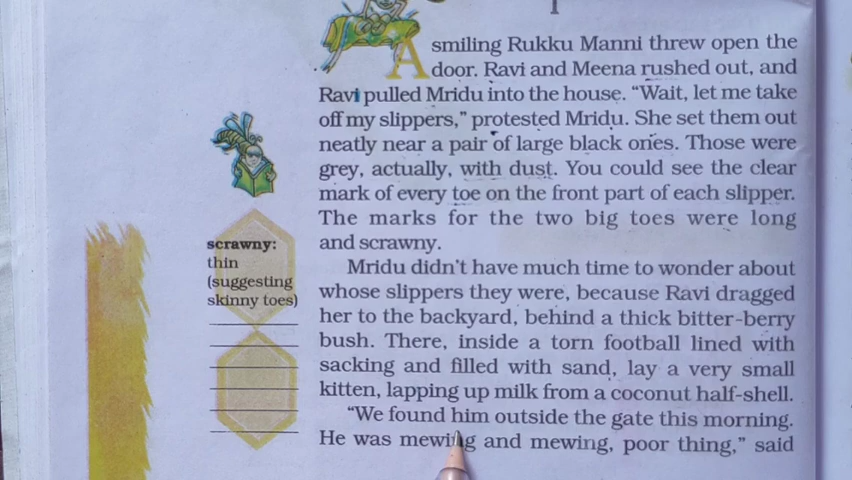 A smiling Rukku Manni threw open the
door. Ravi and Meena rushed out, and
Ravi pulled Mridu into the house. “Wait, let me take
off my slippers,” protested Mridu. She set them out
neatly near a pair of large black ones. Those were
grey, actually, with dust. You could see the clear
mark of every toe on the front part of each slipper.
The marks for the two big toes were long
and scrawny.
scrawny:
thin
(suggesting
skinny toes)
Mridu didn’t have much time to wonder about
whose slippers they were, because Ravi dragged
her to the backyard, behind a thick bitter-berry
bush. There, inside a torn football lined with
sacking and filled with sand, lay a very small
kitten, lapping up milk from a coconut half-shell.
“We found him outside the gate this morning.
He was mewing and mewing, poor thing,” said